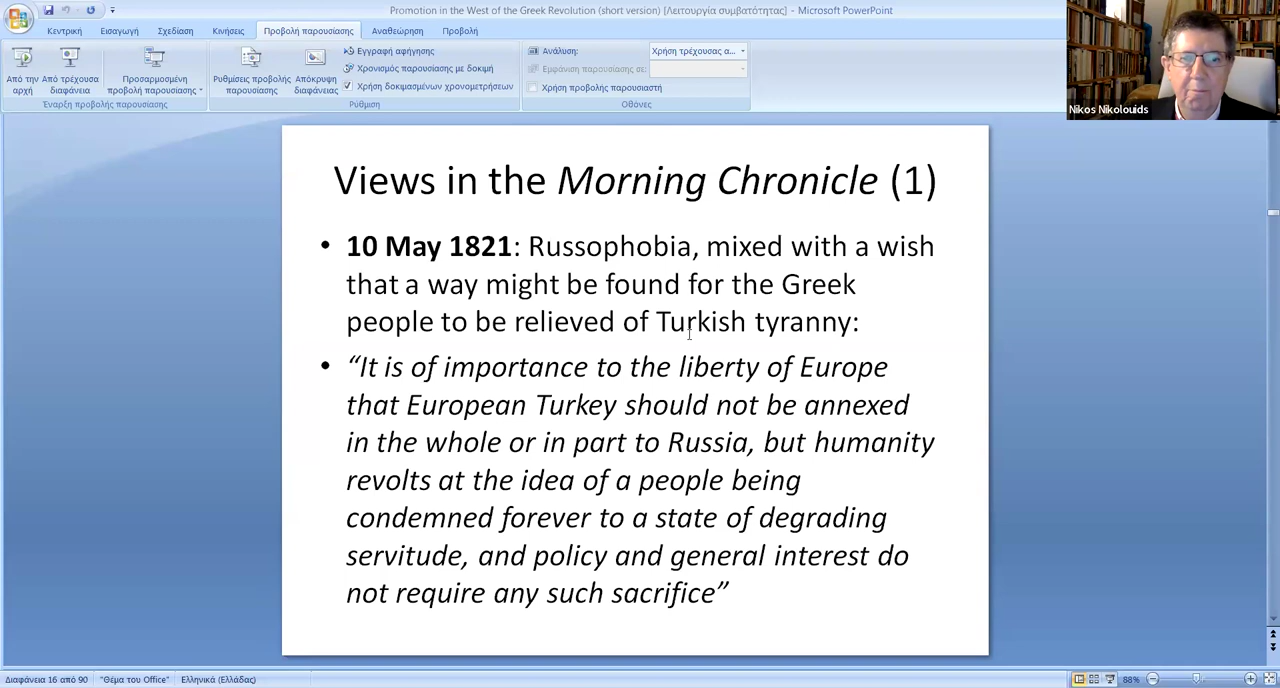 Promotion in the West of the Greek Revolution (short version) [Λειτουργία συμβατότητας] - Microsoft PowerPoint
Κεντρική Εισαγωγή Σχεδίαση Κινήσεις Προβολή παρουσίασης Αναθεώρηση Προβολή
Από την αρχή
Από τρέχουσα διαφάνεια
Προσαρμοσμένη προβολή παρουσίασης
Έναρξη προβολής παρουσίασης
Ρυθμίσεις προβολής παρουσίασης
Απόκρυψη διαφάνειας
Εγγραφή αφήγησης
Χρονισμός παρουσίασης με δοκιμή
Χρήση δοκιμασμένων χρονομετρήσεων
Ρύθμιση
Ανάλυση: Χρήση τρέχουσας α...
Εμφάνιση παρουσίασης σε:
Χρήση προβολής παρουσιαστή
Οθόνες
Nikos Nikolouids
Views in the Morning Chronicle (1)
• 10 May 1821: Russophobia, mixed with a wish
that a way might be found for the Greek
people to be relieved of Turkish tyranny:
• “It is of importance to the liberty of Europe
that European Turkey should not be annexed
in the whole or in part to Russia, but humanity
revolts at the idea of a people being
condemned forever to a state of degrading
servitude, and policy and general interest do
not require any such sacrifice”
Διαφάνεια 16 από 90 "Θέμα του Office" Ελληνικά (Ελλάδας) 88%